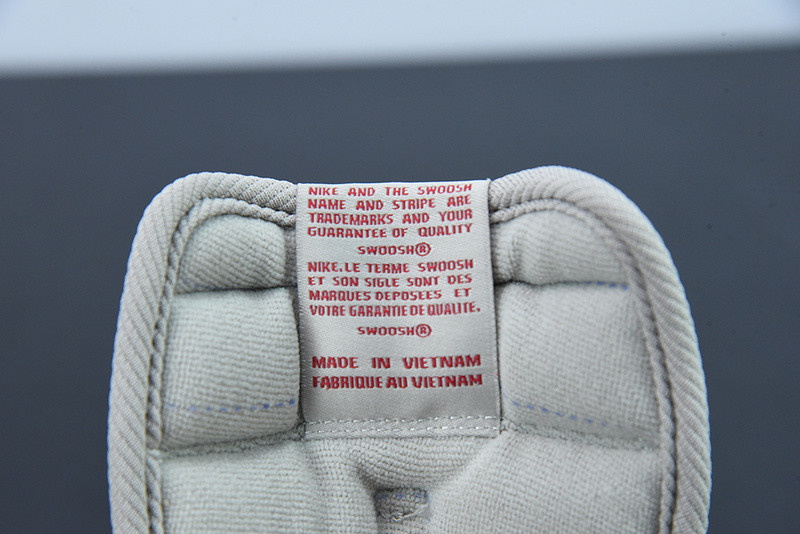 NIKE AND THE SWOOSH
NAME AND STRIPE ARE
TRADEMARKS AND YOUR
GUARANTEE OF QUALITY
SWOOSH®
NIKE.LE TERME SWOOSH
ET SON SIGLE SONT DES
MARQUES DEPOSEES ET
VOTRE GARANTIE DE QUALITE.
SWOOSH®
MADE IN VIETNAM
FABRIQUE AU VIETNAM